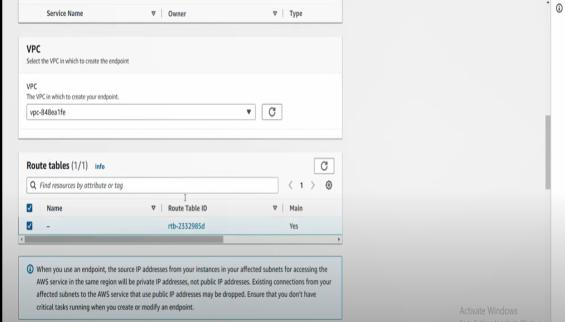 Service Name Owner Type
VPC
Select the VPC in which to create the endpoint
VPC
The VPC in which to create your endpoint.
vpc-848ea1fe
Route tables (1/1) Info
Find resources by attribute or tag
1
Name Route Table ID Main
– rtb-2332985d Yes
When you use an endpoint, the source IP addresses from your instances in your affected subnets for accessing the
AWS service in the same region will be private IP addresses, not public IP addresses. Existing connections from your
affected subnets to the AWS service that use public IP addresses may be dropped. Ensure that you don't have
critical tasks running when you create or modify an endpoint.
Activate Windows